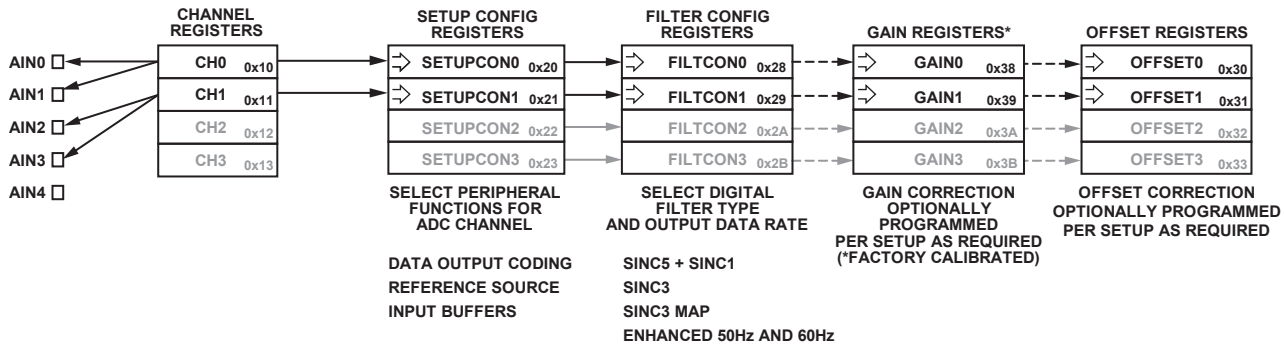 CHANNEL
REGISTERS
SETUP CONFIG
REGISTERS
FILTER CONFIG
REGISTERS
GAIN REGISTERS*
OFFSET REGISTERS
AIN0
CH0 0x10
SETUPCON0 0x20
FILTCON0 0x28
GAIN0 0x38
OFFSET0 0x30
AIN1
CH1 0x11
SETUPCON1 0x21
FILTCON1 0x29
GAIN1 0x39
OFFSET1 0x31
AIN2
CH2 0x12
SETUPCON2 0x22
FILTCON2 0x2A
GAIN2 0x3A
OFFSET2 0x32
AIN3
CH3 0x13
SETUPCON3 0x23
FILTCON3 0x2B
GAIN3 0x3B
OFFSET3 0x33
AIN4
SELECT PERIPHERAL
FUNCTIONS FOR
ADC CHANNEL
SELECT DIGITAL
FILTER TYPE
AND OUTPUT DATA RATE
GAIN CORRECTION
OPTIONALLY
PROGRAMMED
PER SETUP AS REQUIRED
(*FACTORY CALIBRATED)
OFFSET CORRECTION
OPTIONALLY PROGRAMMED
PER SETUP AS REQUIRED
DATA OUTPUT CODING
REFERENCE SOURCE
INPUT BUFFERS
SINC5 + SINC1
SINC3
SINC3 MAP
ENHANCED 50Hz AND 60Hz